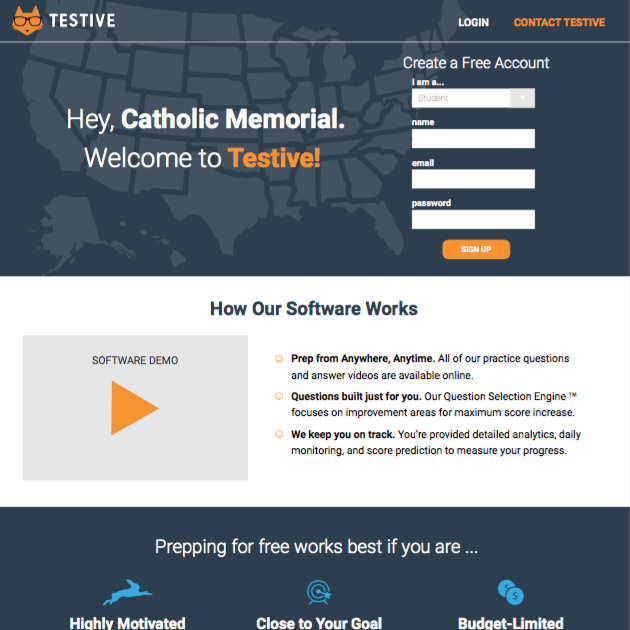 TESTIVE
LOGIN
CONTACT TESTIVE
Create a Free Account
I am a...
Student
name
email
password
SIGN UP
Hey, Catholic Memorial.
Welcome to Testive!
How Our Software Works
SOFTWARE DEMO
Prep from Anywhere, Anytime. All of our practice questions
and answer videos are available online.
Questions built just for you. Our Question Selection Engine ™
focuses on improvement areas for maximum score increase.
We keep you on track. You're provided detailed analytics, daily
monitoring, and score prediction to measure your progress.
Prepping for free works best if you are ...
Highly Motivated
Close to Your Goal
Budget-Limited